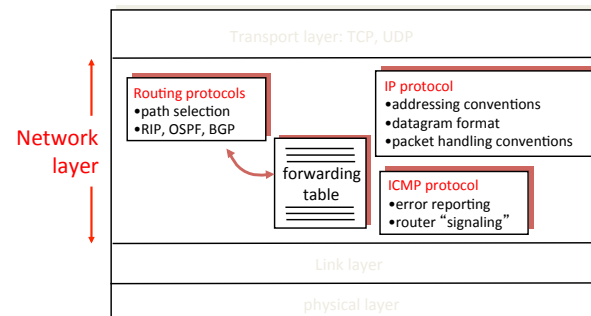 Transport layer: TCP, UDP
Network
layer
Routing protocols
•path selection
•RIP, OSPF, BGP
forwarding
table
IP protocol
•addressing conventions
•datagram format
•packet handling conventions
ICMP protocol
•error reporting
•router “signaling”
Link layer
physical layer